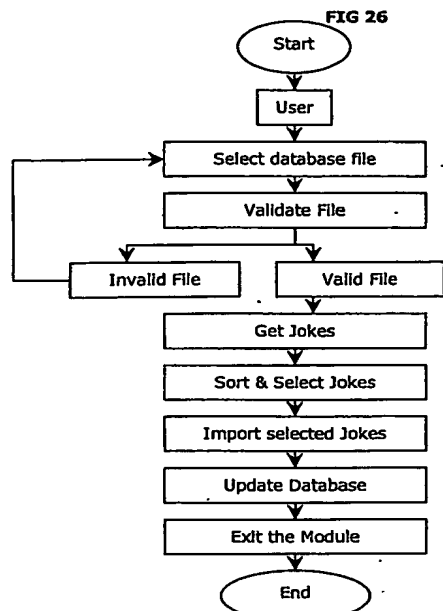 FIG 26
Start
User
Select database file
Validate File
Invalid File
Valid File
Get Jokes
Sort & Select Jokes
Import selected Jokes
Update Database
Exit the Module
End